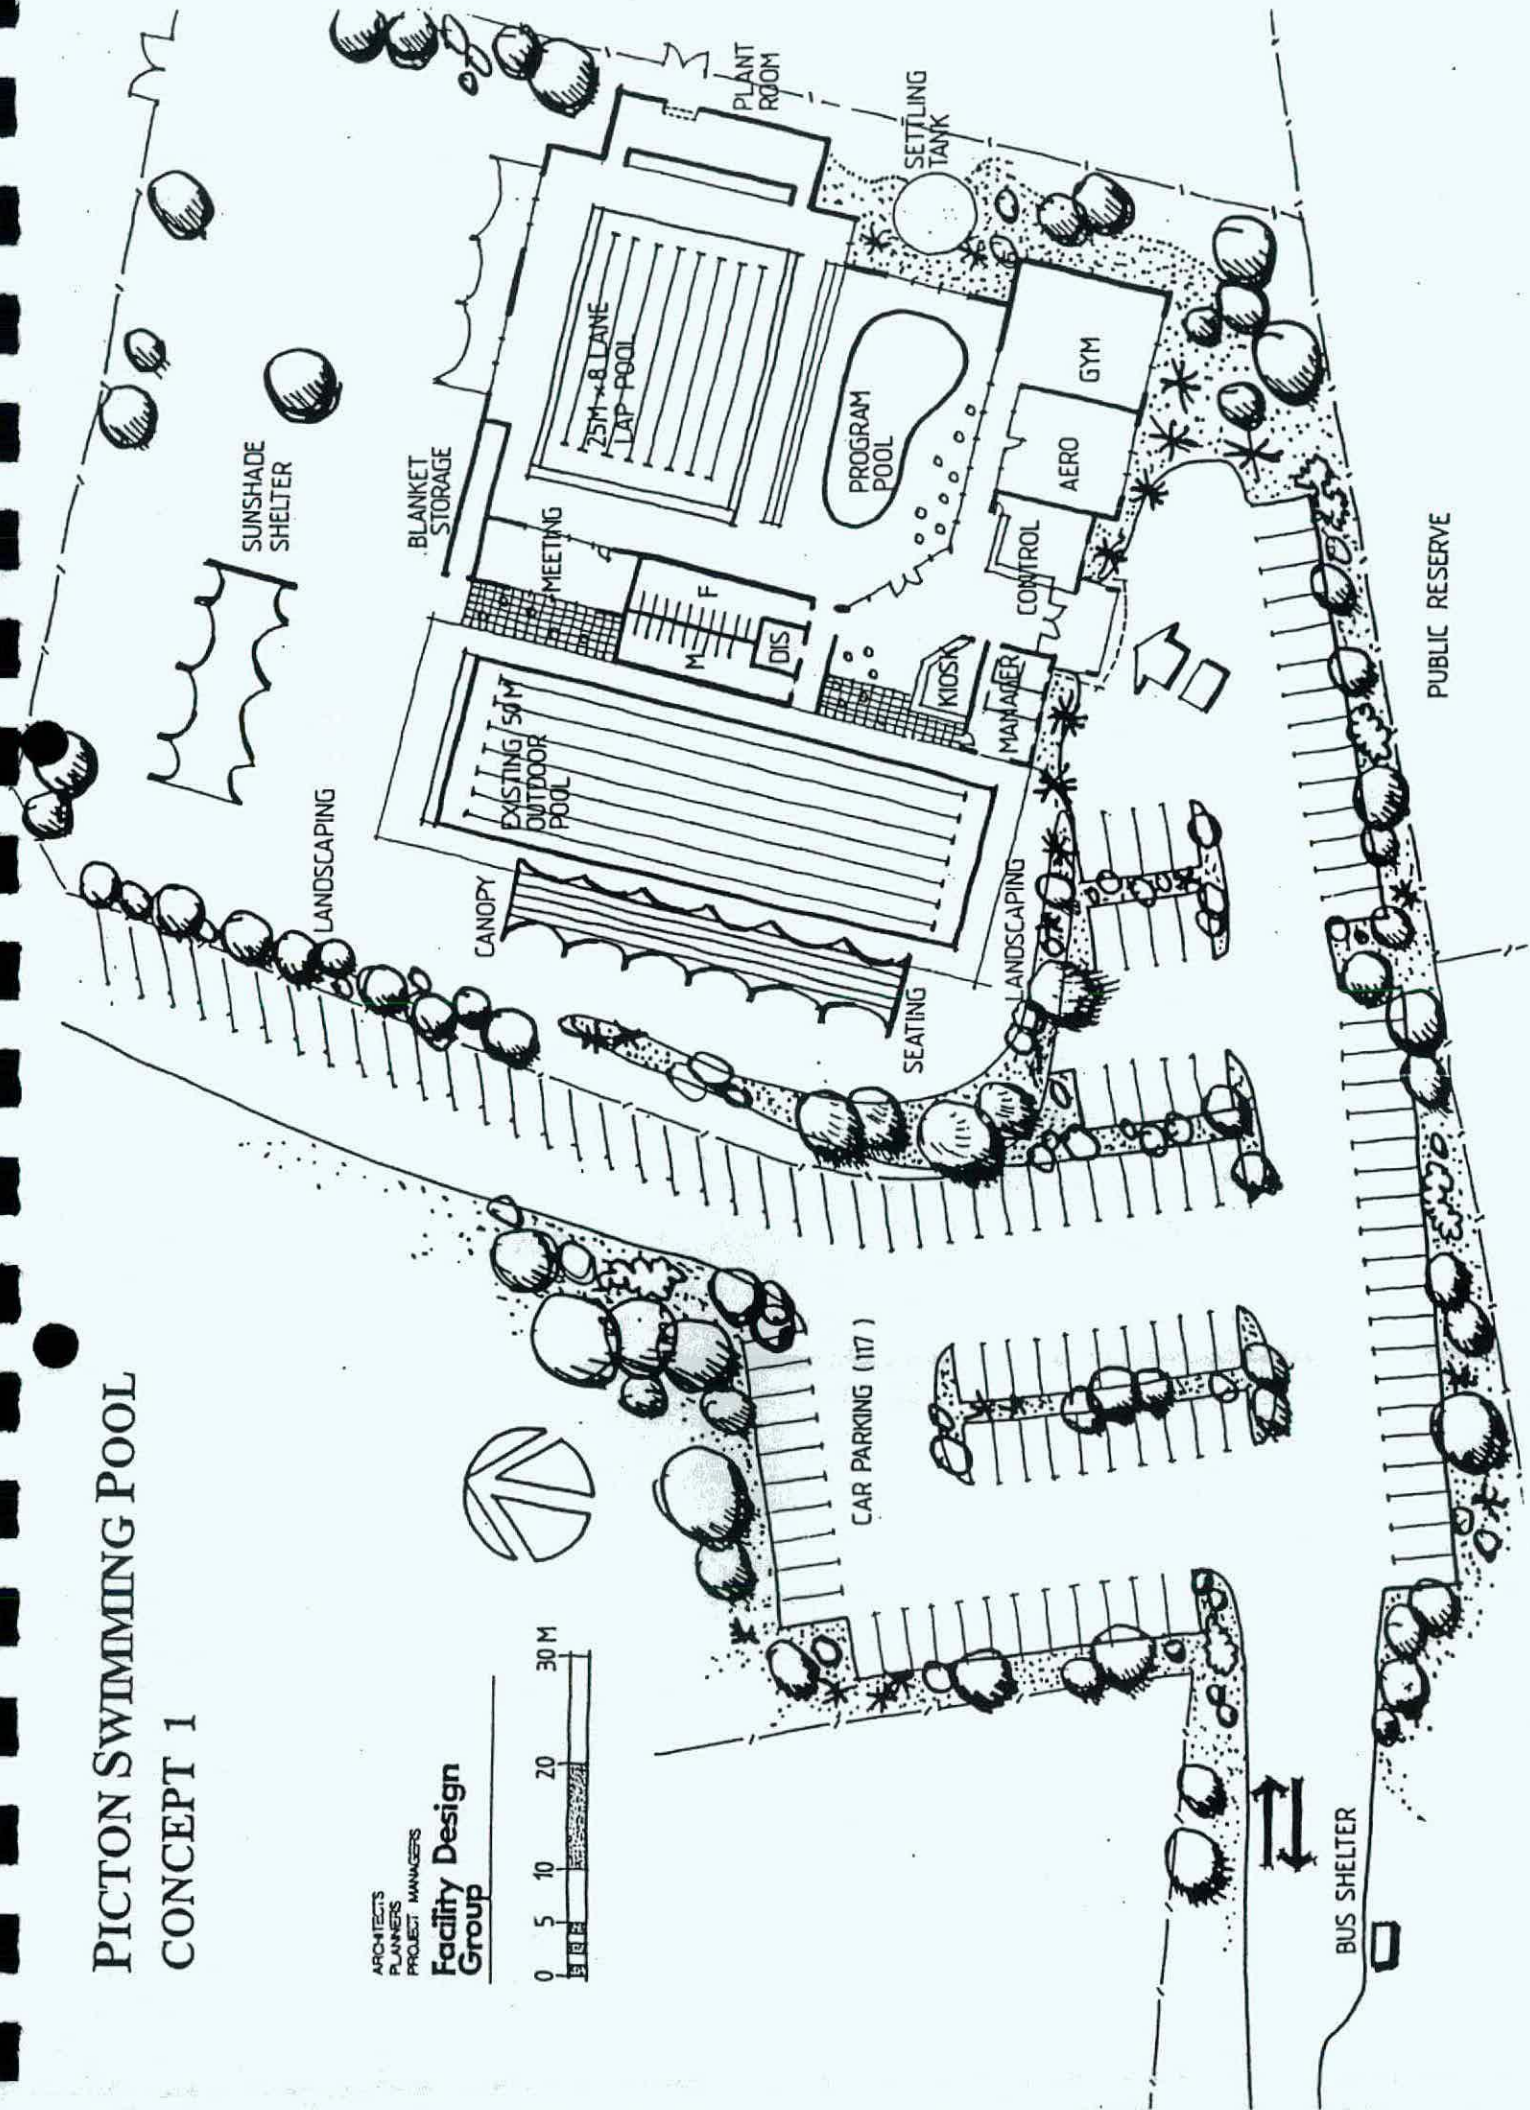 PICTON SWIMMING POOL
CONCEPT 1
ARCHITECTS
PLANNERS
PROJECT MANAGERS
Facility Design
Group
0 5 10 20 30 M
SUNSHADE
SHELTER
LANDSCAPING
BLANKET
STORAGE
CANOPY
EXISTING 50 M
OUTDOOR
POOL
MEETING
25M x 8 LANE
LAP POOL
M
F
DIS
PLANT
ROOM
SETTLING
TANK
PROGRAM
POOL
SEATING
KIOSK
MANAGER
LANDSCAPING
CONTROL
AERO
GYM
CAR PARKING (117)
BUS SHELTER
PUBLIC RESERVE